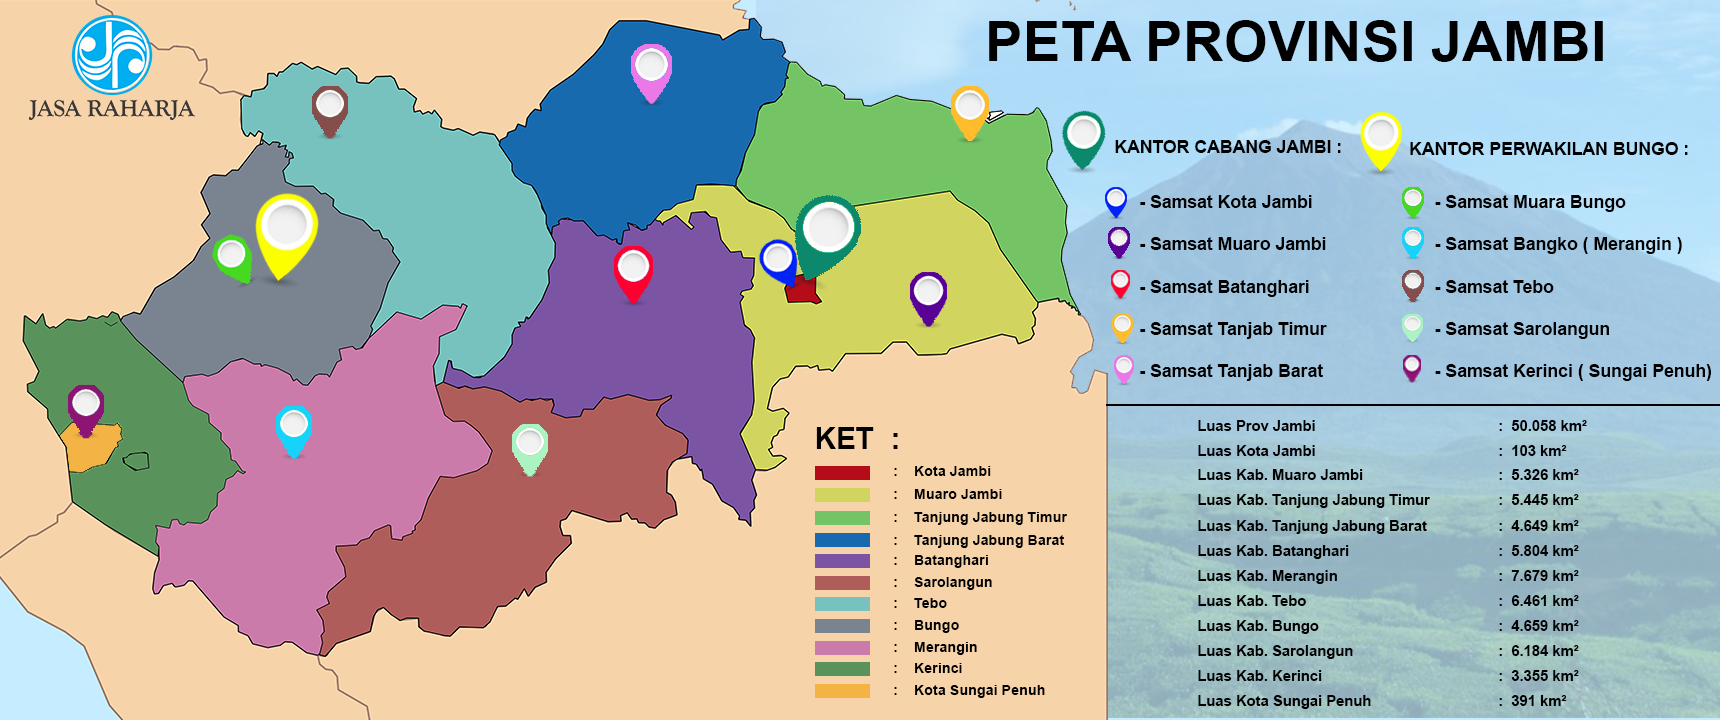 JASA RAHARJA
PETA PROVINSI JAMBI
KANTOR CABANG JAMBI :
- Samsat Kota Jambi
- Samsat Muaro Jambi
- Samsat Batanghari
- Samsat Tanjab Timur
- Samsat Tanjab Barat
KANTOR PERWAKILAN BUNGO :
- Samsat Muara Bungo
- Samsat Bangko ( Merangin )
- Samsat Tebo
- Samsat Sarolangun
- Samsat Kerinci ( Sungai Penuh)
KET :
: Kota Jambi
: Muaro Jambi
: Tanjung Jabung Timur
: Tanjung Jabung Barat
: Batanghari
: Sarolangun
: Tebo
: Bungo
: Merangin
: Kerinci
: Kota Sungai Penuh
Luas Prov Jambi : 50.058 km²
Luas Kota Jambi : 103 km²
Luas Kab. Muaro Jambi : 5.326 km²
Luas Kab. Tanjung Jabung Timur : 5.445 km²
Luas Kab. Tanjung Jabung Barat : 4.649 km²
Luas Kab. Batanghari : 5.804 km²
Luas Kab. Merangin : 7.679 km²
Luas Kab. Tebo : 6.461 km²
Luas Kab. Bungo : 4.659 km²
Luas Kab. Sarolangun : 6.184 km²
Luas Kab. Kerinci : 3.355 km²
Luas Kota Sungai Penuh : 391 km²